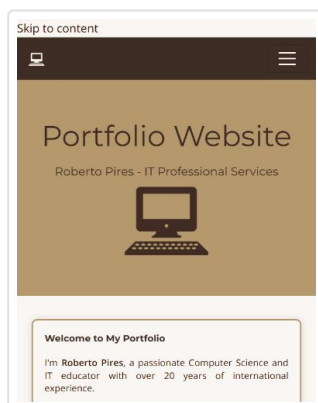 Skip to content
Portfolio Website
Roberto Pires - IT Professional Services
Welcome to My Portfolio
I'm Roberto Pires, a passionate Computer Science and
IT educator with over 20 years of international
experience.